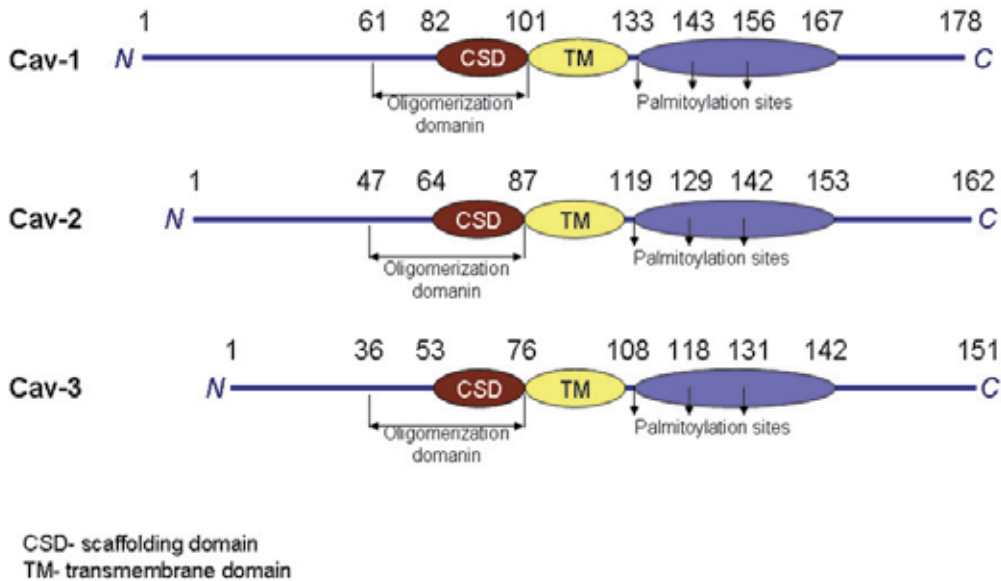 1 61 82 101 133 143 156 167 178
Cav-1 N CSD TM C
Oligomerization
domanin
Palmitoylation sites
1 47 64 87 119 129 142 153 162
Cav-2 N CSD TM C
Oligomerization
domanin
Palmitoylation sites
1 36 53 76 108 118 131 142 151
Cav-3 N CSD TM C
Oligomerization
domanin
Palmitoylation sites
CSD- scaffolding domain
TM- transmembrane domain